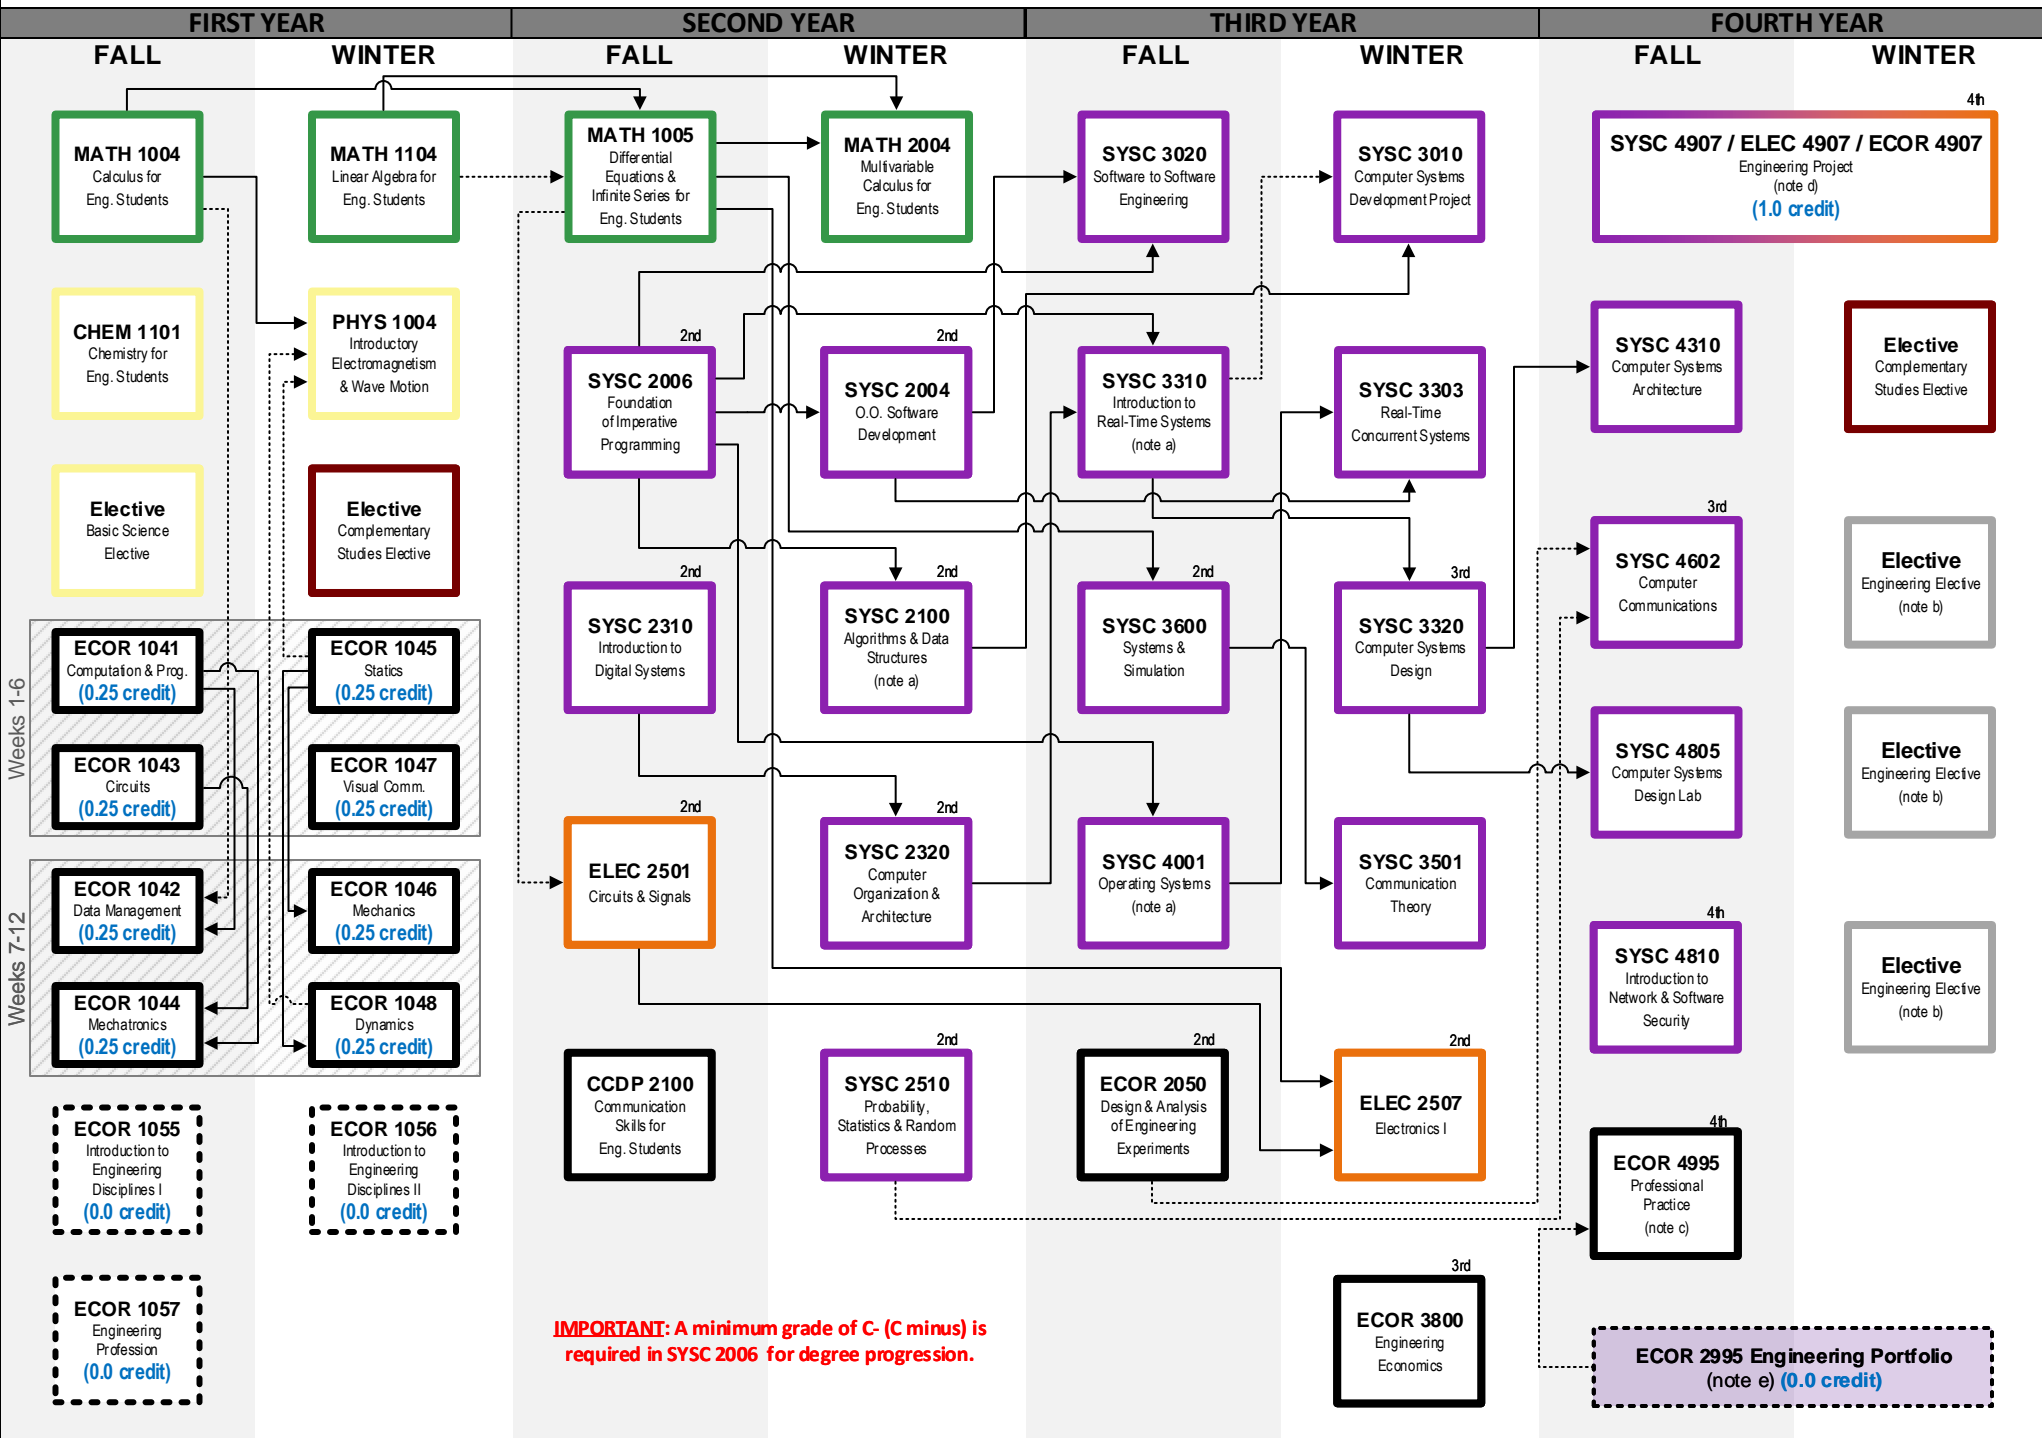 FIRST YEAR
SECOND YEAR
THIRD YEAR
FOURTH YEAR
FALL
WINTER
FALL
WINTER
FALL
WINTER
FALL
WINTER
MATH 1004
Calculus for
Eng. Students
CHEM 1101
Chemistry for
Eng. Students
Elective
Basic Science
Elective
Weeks 1-6
ECOR 1041
Computation & Prog.
(0.25 credit)
ECOR 1043
Circuits
(0.25 credit)
Weeks 7-12
ECOR 1042
Data Management
(0.25 credit)
ECOR 1044
Mechatronics
(0.25 credit)
ECOR 1055
Introduction to
Engineering
Disciplines I
(0.0 credit)
ECOR 1057
Engineering
Profession
(0.0 credit)
MATH 1104
Linear Algebra for
Eng. Students
PHYS 1004
Introductory
Electromagnetism
& Wave Motion
Elective
Complementary
Studies Elective
ECOR 1045
Statics
(0.25 credit)
ECOR 1047
Visual Comm.
(0.25 credit)
ECOR 1046
Mechanics
(0.25 credit)
ECOR 1048
Dynamics
(0.25 credit)
ECOR 1056
Introduction to
Engineering
Disciplines II
(0.0 credit)
MATH 1005
Differential
Equations &
Infinite Series for
Eng. Students
2nd
SYSC 2006
Foundation
of Imperative
Programming
2nd
SYSC 2310
Introduction to
Digital Systems
2nd
ELEC 2501
Circuits & Signals
CCDP 2100
Communication
Skills for
Eng. Students
MATH 2004
Multivariable
Calculus for
Eng. Students
2nd
SYSC 2004
O.O. Software
Development
2nd
SYSC 2100
Algorithms & Data
Structures
(note a)
2nd
SYSC 2320
Computer
Organization &
Architecture
2nd
SYSC 2510
Probability,
Statistics & Random
Processes
IMPORTANT: A minimum grade of C- (C minus) is
required in SYSC 2006 for degree progression.
SYSC 3020
Software to Software
Engineering
SYSC 3310
Introduction to
Real-Time Systems
(note a)
2nd
SYSC 3600
Systems &
Simulation
SYSC 4001
Operating Systems
(note a)
2nd
ECOR 2050
Design & Analysis
of Engineering
Experiments
SYSC 3010
Computer Systems
Development Project
SYSC 3303
Real-Time
Concurrent Systems
3rd
SYSC 3320
Computer Systems
Design
SYSC 3501
Communication
Theory
2nd
ELEC 2507
Electronics I
3rd
ECOR 3800
Engineering
Economics
4th
SYSC 4907 / ELEC 4907 / ECOR 4907
Engineering Project
(note d)
(1.0 credit)
SYSC 4310
Computer Systems
Architecture
3rd
SYSC 4602
Computer
Communications
SYSC 4805
Computer Systems
Design Lab
4th
SYSC 4810
Introduction to
Network & Software
Security
4th
ECOR 4995
Professional
Practice
(note c)
Elective
Complementary
Studies Elective
Elective
Engineering Elective
(note b)
Elective
Engineering Elective
(note b)
Elective
Engineering Elective
(note b)
ECOR 2995 Engineering Portfolio
(note e) (0.0 credit)